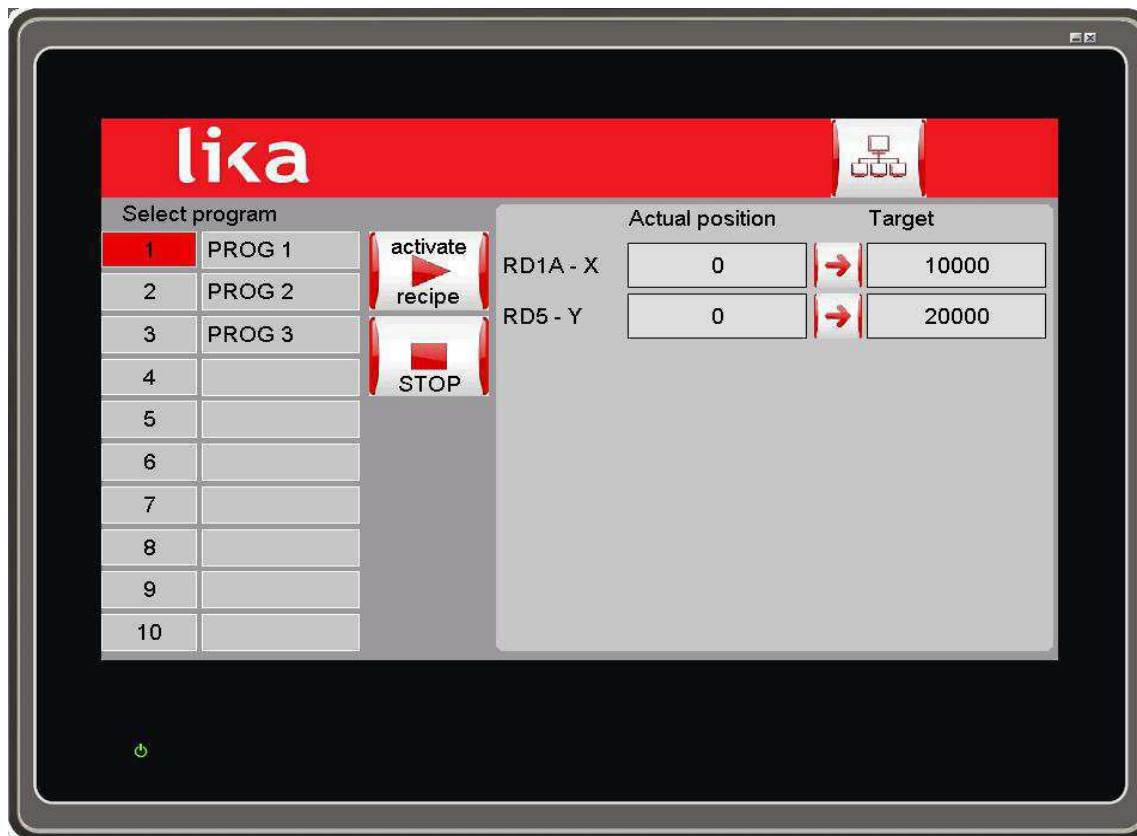 lika
Select program
Actual position Target
1 PROG 1
2 PROG 2
3 PROG 3
4
5
6
7
8
9
10
activate
recipe
STOP
RD1A - X 0 10000
RD5 - Y 0 20000